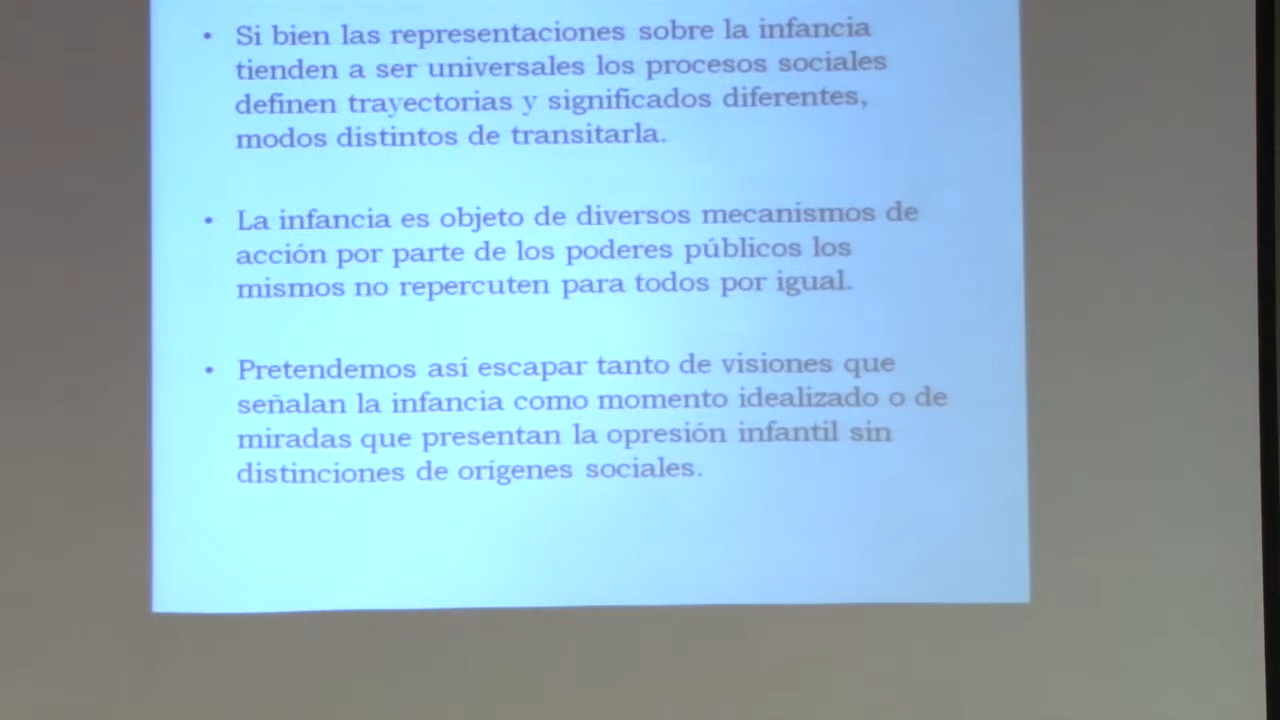 • Si bien las representaciones sobre la infancia
tienden a ser universales los procesos sociales
definen trayectorias y significados diferentes,
modos distintos de transitarla.
• La infancia es objeto de diversos mecanismos de
acción por parte de los poderes públicos los
mismos no repercuten para todos por igual.
• Pretendemos así escapar tanto de visiones que
señalan la infancia como momento idealizado o de
miradas que presentan la opresión infantil sin
distinciones de orígenes sociales.